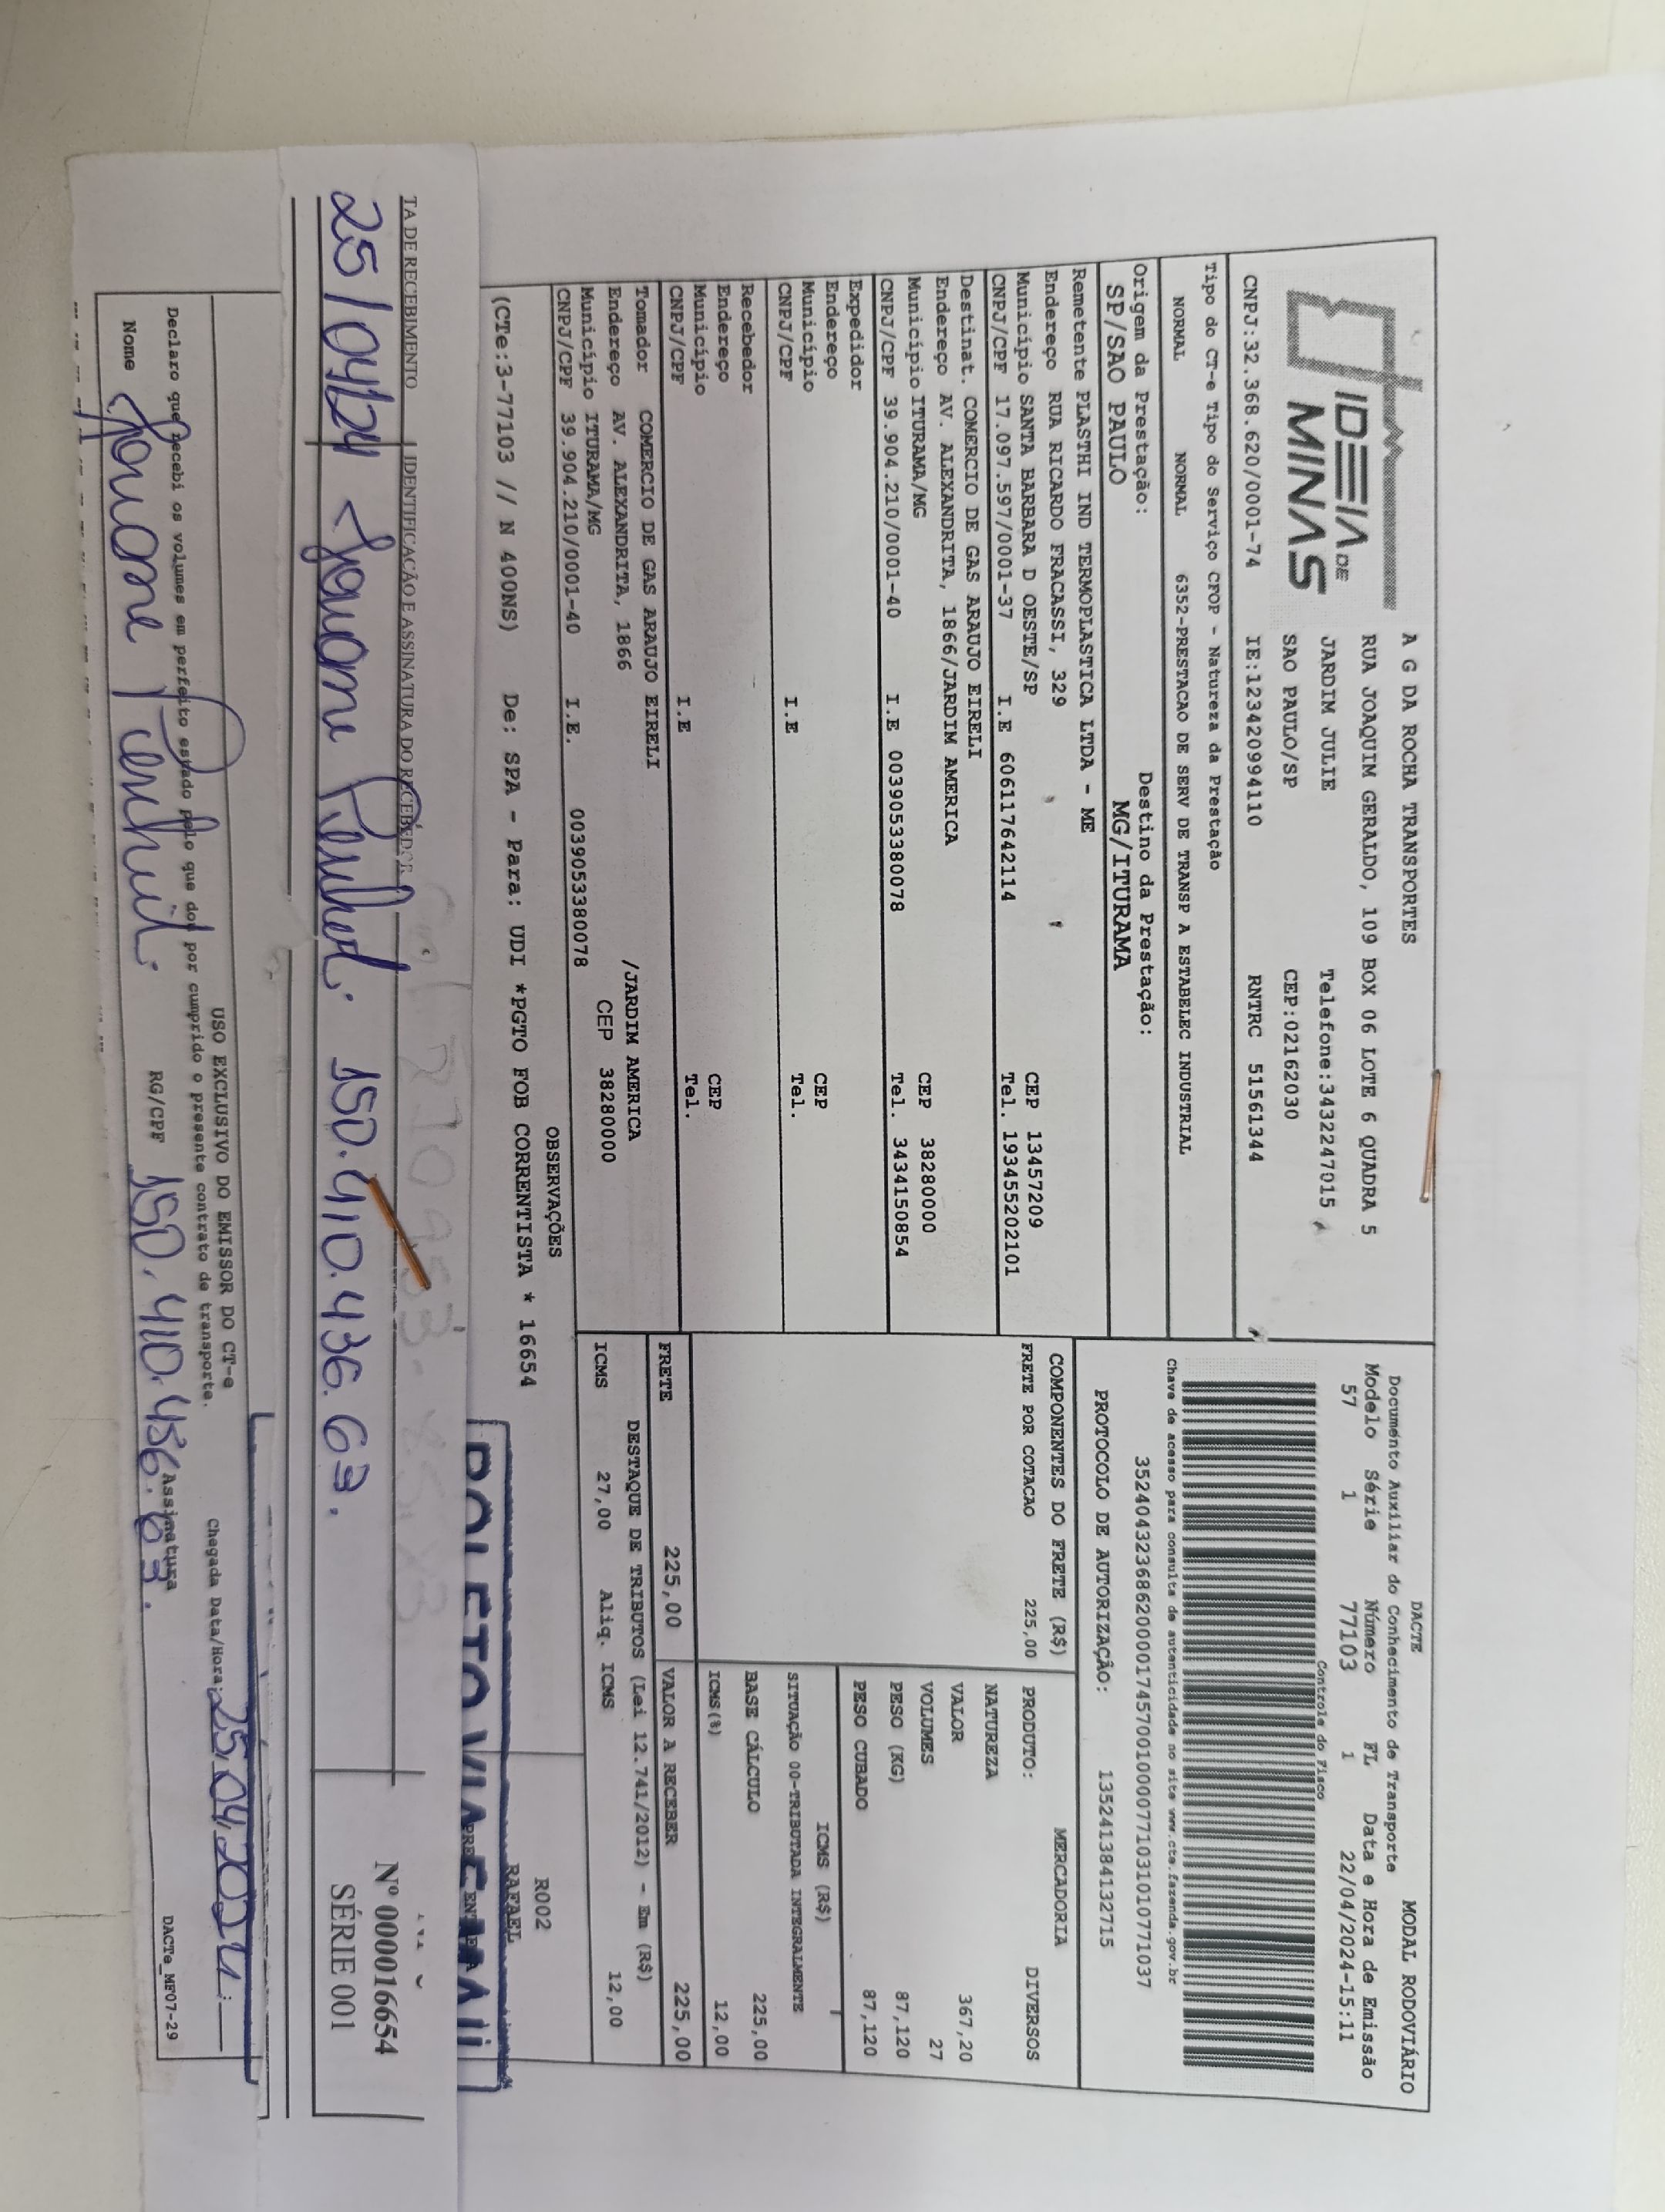 IDEIA DE
MINAS
A G DA ROCHA TRANSPORTES
RUA JOAQUIM GERALDO, 109 BOX 06 LOTE 6 QUADRA 5
JARDIM JULIE Telefone:3432247015
SAO PAULO/SP CEP:02162030
CNPJ:32.368.620/0001-74 IE:123420994110 RNTRC 51561344
DACTE MODAL RODOVIÁRIO
Documento Auxiliar do Conhecimento de Transporte
Modelo Série Número FL Data e Hora de Emissão
57 1 77103 1 22/04/2024-15:11
Controle do Fisco
Chave de acesso para consulta de autenticidade no site www.cte.fazenda.gov.br
35240432368620000174570010000771031010771037
PROTOCOLO DE AUTORIZAÇÃO: 135241384132715
Tipo do CT-e Tipo do Serviço CFOP - Natureza da Prestação
NORMAL NORMAL 6352-PRESTACAO DE SERV DE TRANSP A ESTABELEC INDUSTRIAL
Origem da Prestação: Destino da Prestação:
SP/SAO PAULO MG/ITURAMA
Remetente PLASTHI IND TERMOPLASTICA LTDA - ME
Endereço RUA RICARDO FRACASSI, 329
Município SANTA BARBARA D OESTE/SP CEP 13457209
CNPJ/CPF 17.097.597/0001-37 I.E 606117642114 Tel. 193455202101
Destinat. COMERCIO DE GAS ARAUJO EIRELI
Endereço AV. ALEXANDRITA, 1866/JARDIM AMERICA
Município ITURAMA/MG CEP 38280000
CNPJ/CPF 39.904.210/0001-40 I.E 0039053380078 Tel. 3434150854
Expedidor
Endereço
Município CEP
CNPJ/CPF I.E Tel.
Recebedor
Endereço
Município CEP
CNPJ/CPF I.E Tel.
Tomador COMERCIO DE GAS ARAUJO EIRELI
Endereço AV. ALEXANDRITA, 1866 /JARDIM AMERICA
Município ITURAMA/MG CEP 38280000
CNPJ/CPF 39.904.210/0001-40 I.E. 0039053380078
COMPONENTES DO FRETE (R$)
FRETE POR COTACAO 225,00
MERCADORIA
PRODUTO: DIVERSOS
NATUREZA
VALOR 367,20
VOLUMES 27
PESO (KG) 87,120
PESO CUBADO 87,120
ICMS (R$)
SITUAÇÃO 00-TRIBUTADA INTEGRALMENTE
BASE CÁLCULO 225,00
ICMS(%) 12,00
FRETE 225,00 VALOR A RECEBER 225,00
DESTAQUE DE TRIBUTOS (Lei 12.741/2012) - Em (R$)
ICMS 27,00 Aliq. ICMS 12,00
OBSERVAÇÕES
(CTe:3-77103 // N 400NS) De: SPA - Para: UDI *PGTO FOB CORRENTISTA * 16654
R002
RAFAEL
BOLETO VIA
TA DE RECEBIMENTO IDENTIFICAÇÃO E ASSINATURA DO RECEBEDOR
25/04/24 150.410.436.63.
Nº 000016654
SÉRIE 001
USO EXCLUSIVO DO EMISSOR DO CT-e
Declaro que recebi os volumes em perfeito estado pelo que dou por cumprido o presente contrato de transporte.
Chegada Data/Hora: 25/04/2024
Nome RG/CPF 150.410.436.63. Assinatura
DACTe_MF07-29